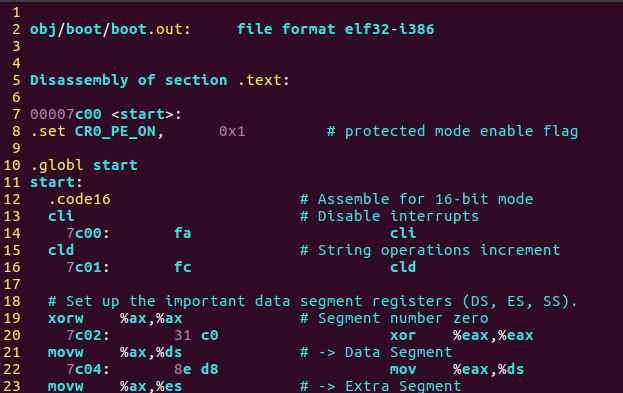 1
2 obj/boot/boot.out:     file format elf32-i386
3
4
5 Disassembly of section .text:
6
7 00007c00 <start>:
8 .set CR0_PE_ON,      0x1         # protected mode enable flag
9
10 .globl start
11 start:
12   .code16                     # Assemble for 16-bit mode
13   cli                         # Disable interrupts
14     7c00:       fa                      cli
15   cld                         # String operations increment
16     7c01:       fc                      cld
17
18   # Set up the important data segment registers (DS, ES, SS).
19   xorw    %ax,%ax             # Segment number zero
20     7c02:       31 c0                   xor    %eax,%eax
21   movw    %ax,%ds             # -> Data Segment
22     7c04:       8e d8                   mov    %eax,%ds
23   movw    %ax,%es             # -> Extra Segment